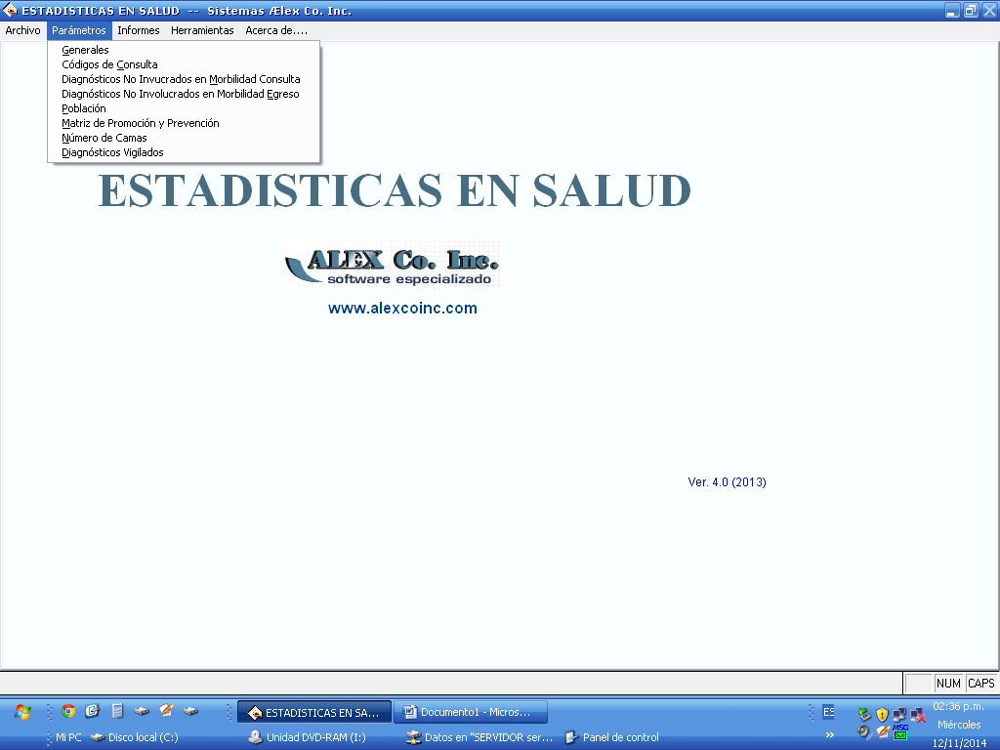 ESTADISTICAS EN SALUD -- Sistemas Ælex Co. Inc.
Archivo Parámetros Informes Herramientas Acerca de....
Generales
Códigos de Consulta
Diagnósticos No Invucrados en Morbilidad Consulta
Diagnósticos No Involucrados en Morbilidad Egreso
Población
Matriz de Promoción y Prevención
Número de Camas
Diagnósticos Vigilados
ESTADISTICAS EN SALUD
ALEX Co. Inc.
software especializado
www.alexcoinc.com
Ver. 4.0 (2013)
NUM CAPS
ESTADISTICAS EN SA... Documento1 - Micros... ES 02:36 p.m.
Miércoles
MSG
Mi PC Disco local (C:) Unidad DVD-RAM (I:) Datos en "SERVIDOR ser... Panel de control » 12/11/2014